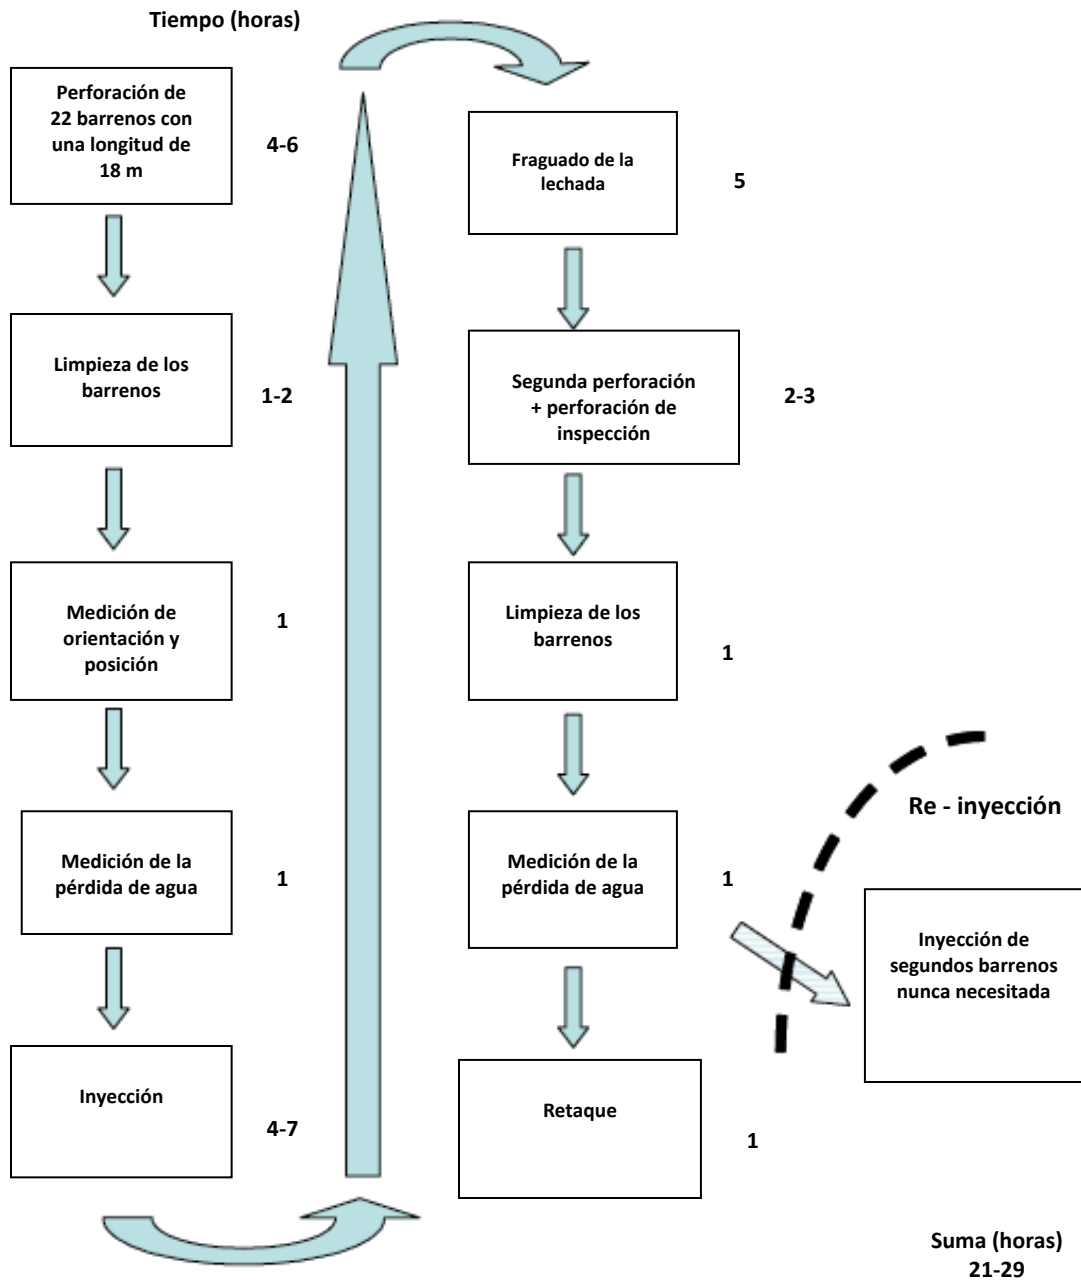 Tiempo (horas)
Perforación de
22 barrenos con
una longitud de
18 m
4-6
Limpieza de los
barrenos
1-2
Medición de
orientación y
posición
1
Medición de la
pérdida de agua
1
Inyección
4-7
Fraguado de la
lechada
5
Segunda perforación
+ perforación de
inspección
2-3
Limpieza de los
barrenos
1
Medición de la
pérdida de agua
1
Re - inyección
Inyección de
segundos barrenos
nunca necesitada
Retaque
1
Suma (horas)
21-29